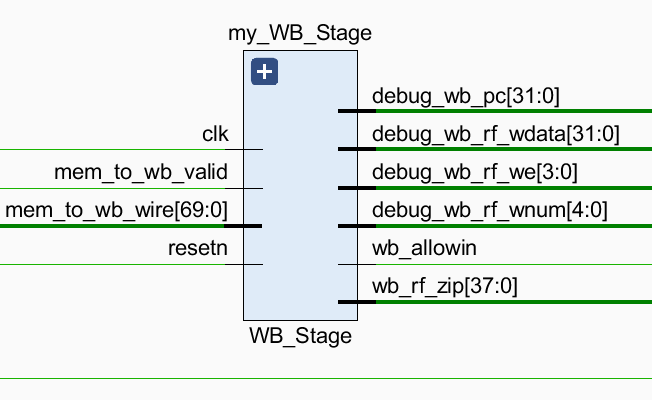 my_WB_Stage
clk
mem_to_wb_valid
mem_to_wb_wire[69:0]
resetn
debug_wb_pc[31:0]
debug_wb_rf_wdata[31:0]
debug_wb_rf_we[3:0]
debug_wb_rf_wnum[4:0]
wb_allowin
wb_rf_zip[37:0]
WB_Stage